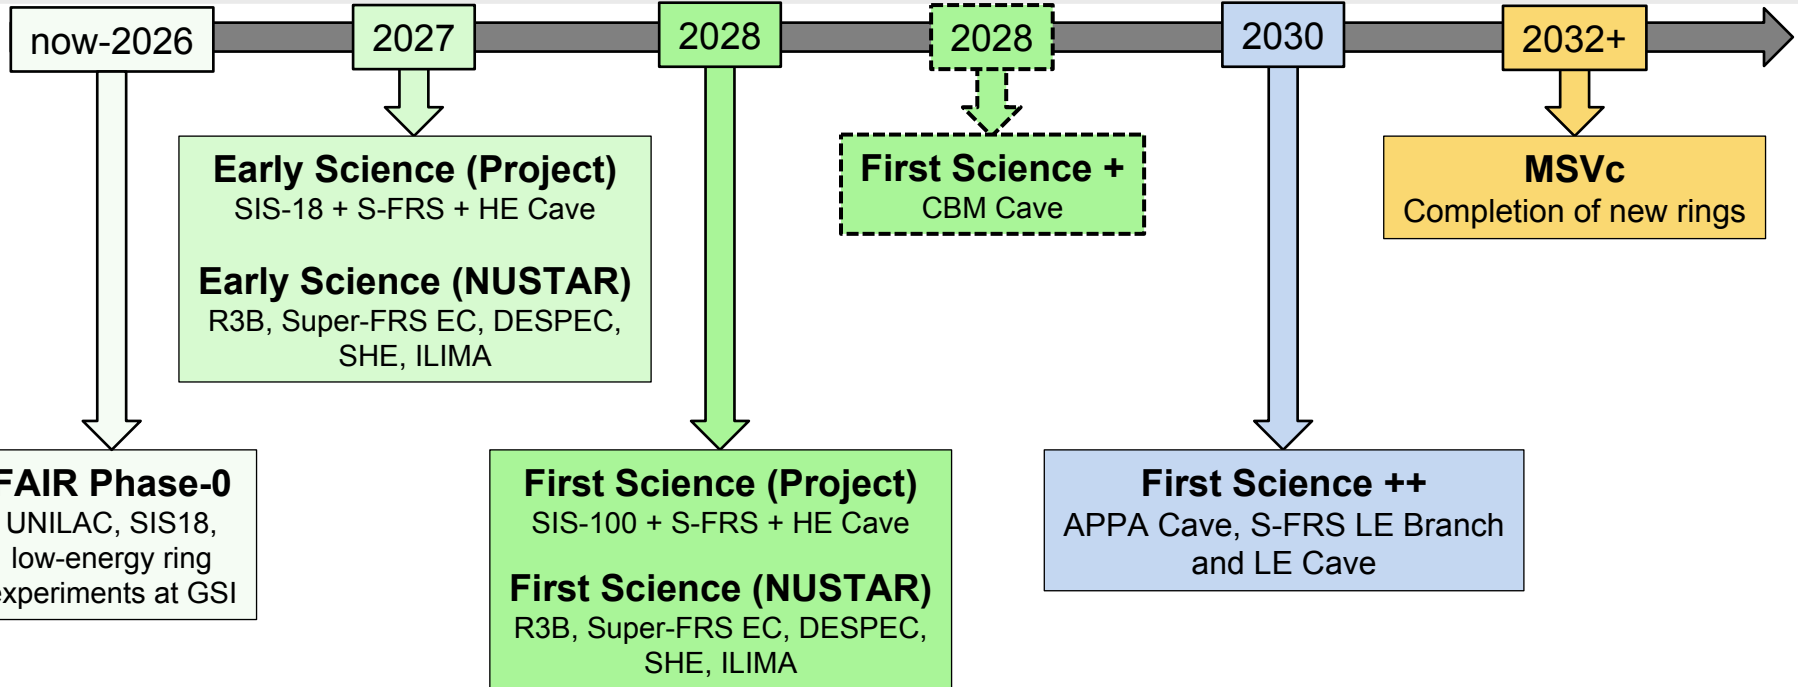 now-2026
2027
2028
2028
2030
2032+
Early Science (Project)
SIS-18 + S-FRS + HE Cave
Early Science (NUSTAR)
R3B, Super-FRS EC, DESPEC,
SHE, ILIMA
First Science +
CBM Cave
MSVc
Completion of new rings
FAIR Phase-0
UNILAC, SIS18,
low-energy ring
experiments at GSI
First Science (Project)
SIS-100 + S-FRS + HE Cave
First Science (NUSTAR)
R3B, Super-FRS EC, DESPEC,
SHE, ILIMA
First Science ++
APPA Cave, S-FRS LE Branch
and LE Cave